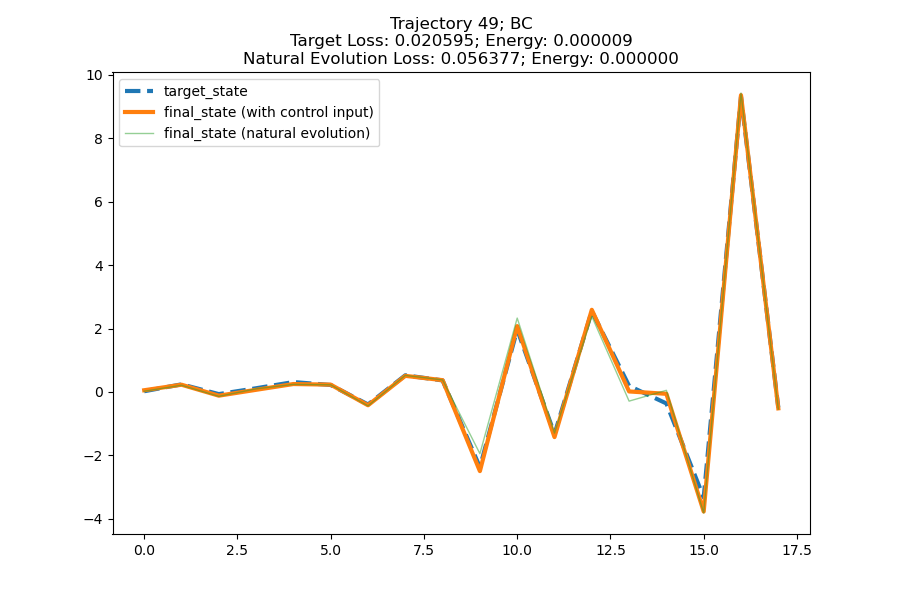 Trajectory 49; BC
Target Loss: 0.020595; Energy: 0.000009
Natural Evolution Loss: 0.056377; Energy: 0.000000
target_state
final_state (with control input)
final_state (natural evolution)
10
8
6
4
2
0
−2
−4
0.0 2.5 5.0 7.5 10.0 12.5 15.0 17.5